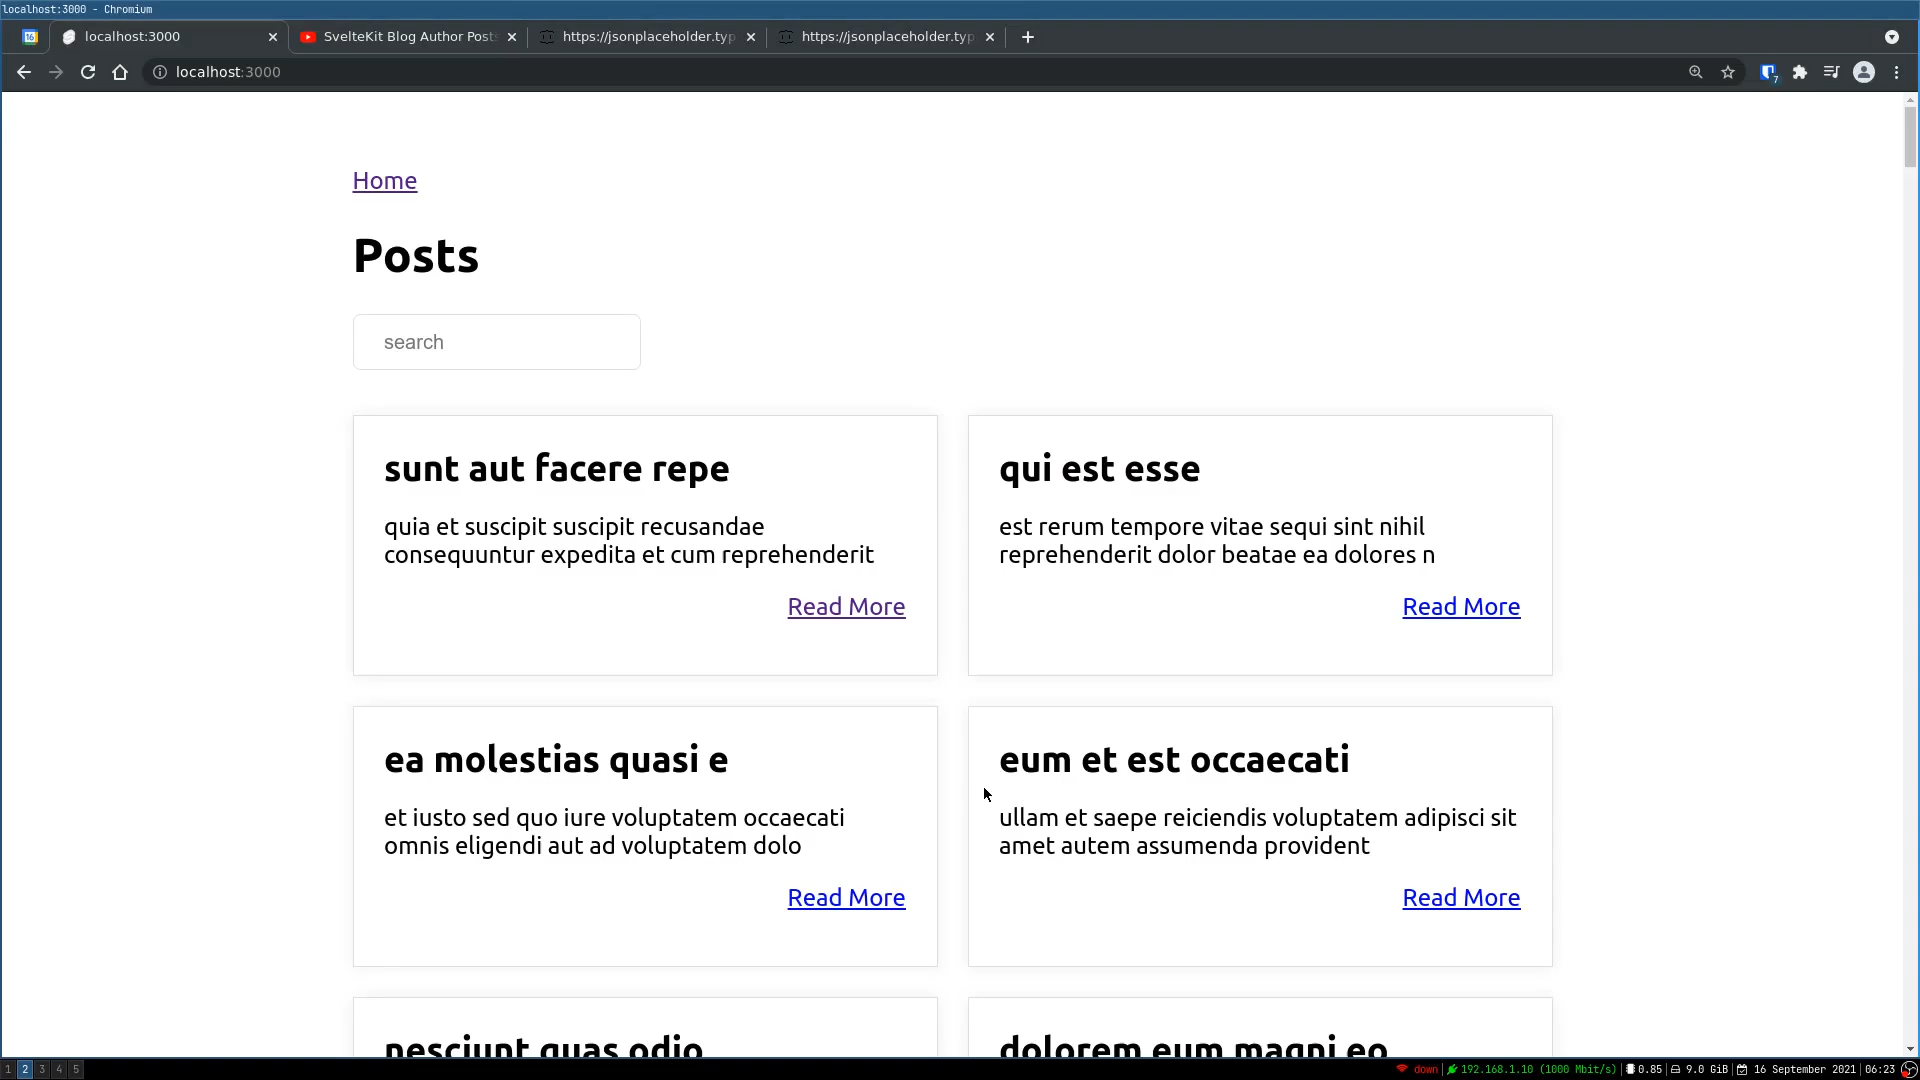 localhost:3000 - Chromium
16 localhost:3000 SvelteKit Blog Author Post https://jsonplaceholder.typ https://jsonplaceholder.typ
localhost:3000 7
Home
Posts
search
sunt aut facere repe
quia et suscipit suscipit recusandae
consequuntur expedita et cum reprehenderit
Read More
qui est esse
est rerum tempore vitae sequi sint nihil
reprehenderit dolor beatae ea dolores n
Read More
ea molestias quasi e
et iusto sed quo iure voluptatem occaecati
omnis eligendi aut ad voluptatem dolo
Read More
eum et est occaecati
ullam et saepe reiciendis voluptatem adipisci sit
amet autem assumenda provident
Read More
nesciunt quas odio
dolorem eum magni eo
1 2 3 4 5 down 192.168.1.10 (1000 Mbit/s) 0.85 9.0 GiB 16 September 2021 06:23